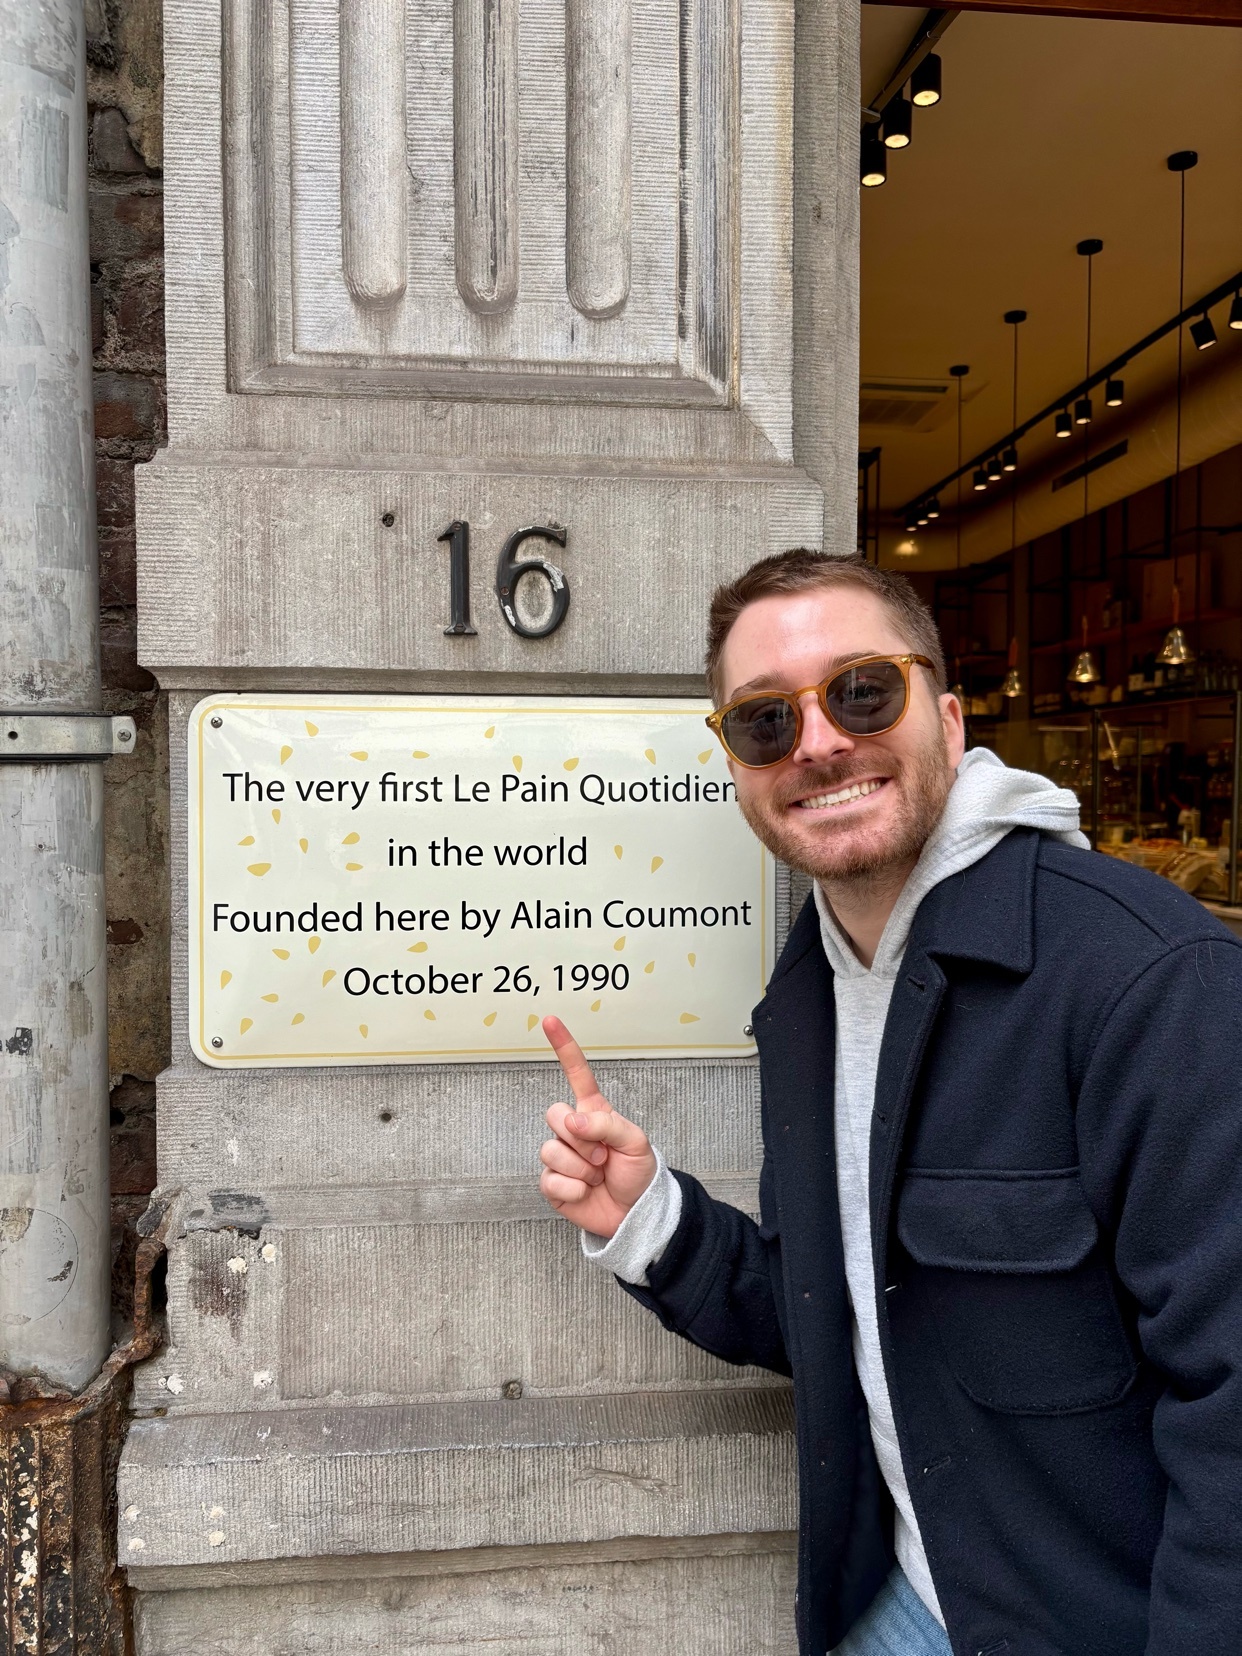 16
The very first Le Pain Quotidien
in the world
Founded here by Alain Coumont
October 26, 1990